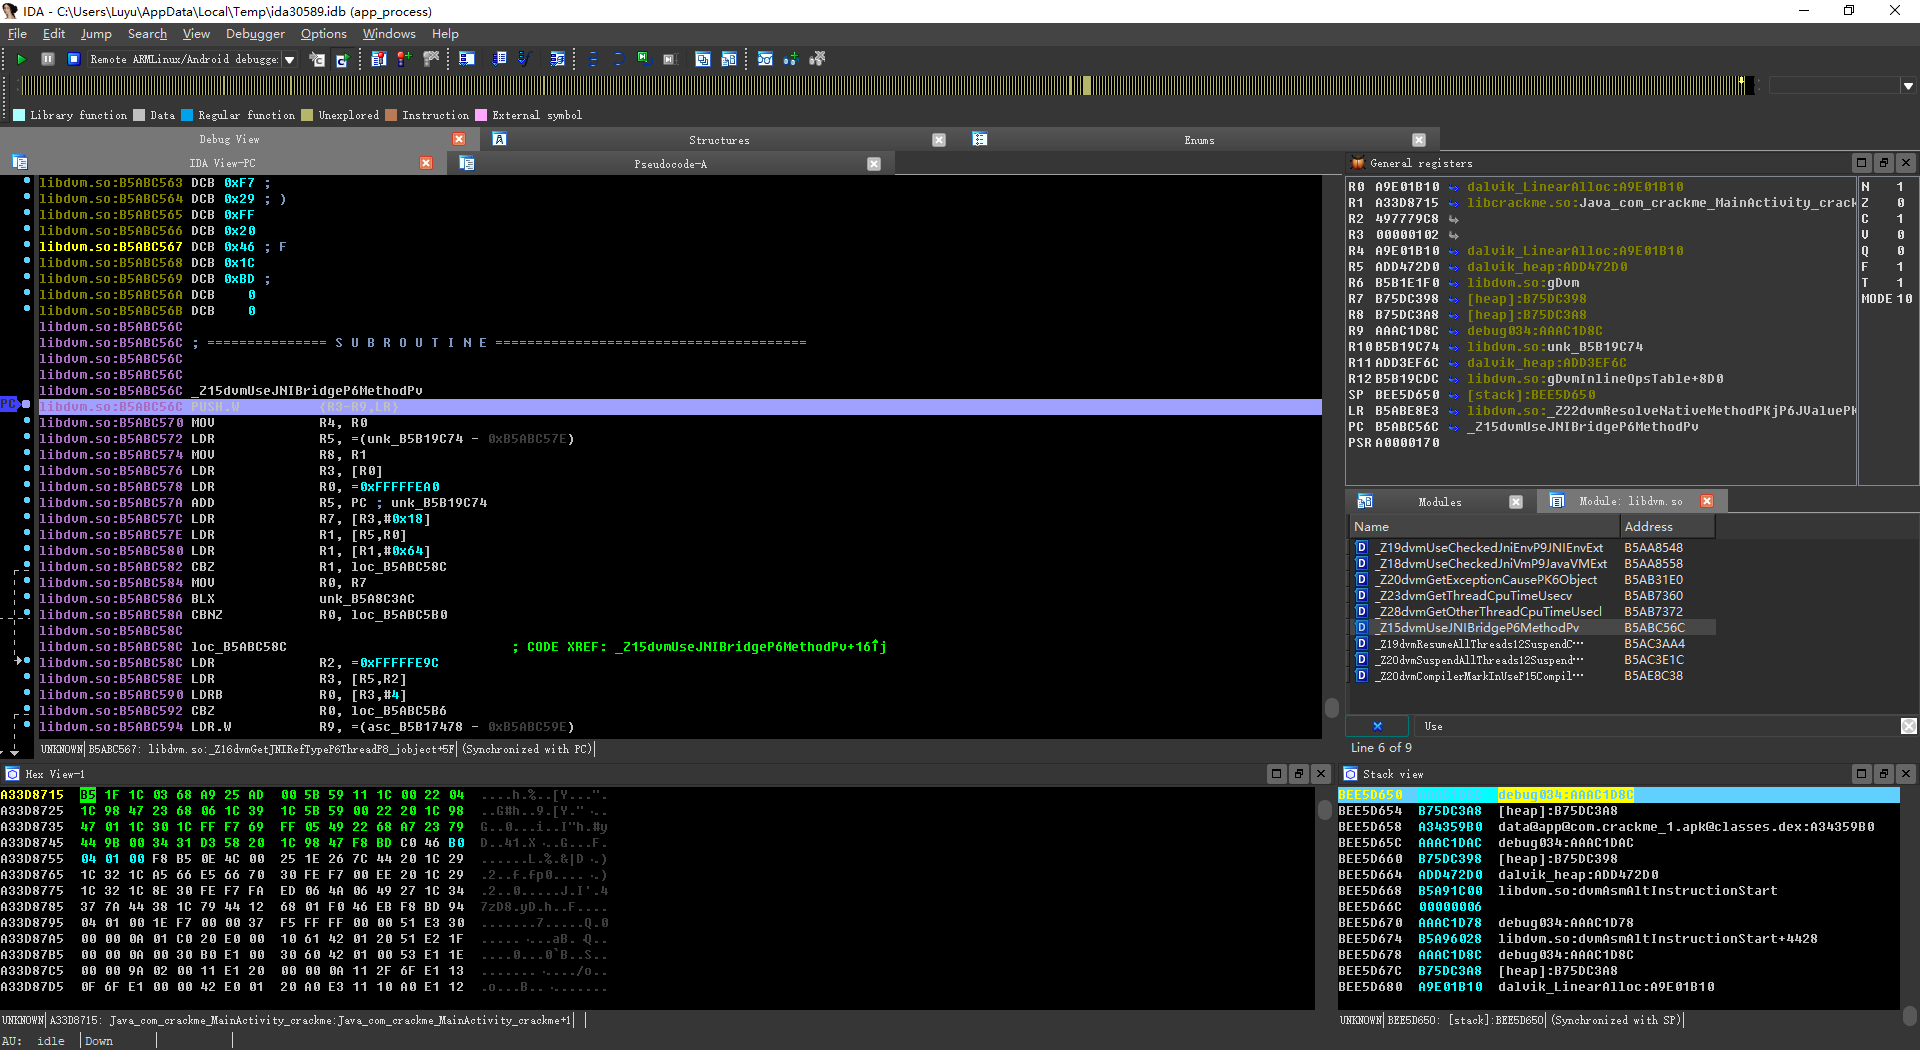 IDA - C:\Users\Luyu\AppData\Local\Temp\ida30589.idb (app_process)
File Edit Jump Search View Debugger Options Windows Help
Remote ARMLinux/Android debugge:
Library function Data Regular function Unexplored Instruction External symbol
Debug View Structures Enums
IDA View-PC Pseudocode-A
libdvm.so:B5ABC563 DCB 0xF7 ;
libdvm.so:B5ABC564 DCB 0x29 ; )
libdvm.so:B5ABC565 DCB 0xFF
libdvm.so:B5ABC566 DCB 0x20
libdvm.so:B5ABC567 DCB 0x46 ; F
libdvm.so:B5ABC568 DCB 0x1C
libdvm.so:B5ABC569 DCB 0xBD ;
libdvm.so:B5ABC56A DCB 0
libdvm.so:B5ABC56B DCB 0
libdvm.so:B5ABC56C
libdvm.so:B5ABC56C ; =============== S U B R O U T I N E =======================================
libdvm.so:B5ABC56C
libdvm.so:B5ABC56C
libdvm.so:B5ABC56C _Z15dvmUseJNIBridgeP6MethodPv
PC libdvm.so:B5ABC56C PUSH.W {R3-R9,LR}
libdvm.so:B5ABC570 MOV R4, R0
libdvm.so:B5ABC572 LDR R5, =(unk_B5B19C74 - 0xB5ABC57E)
libdvm.so:B5ABC574 MOV R8, R1
libdvm.so:B5ABC576 LDR R3, [R0]
libdvm.so:B5ABC578 LDR R0, =0xFFFFFEA0
libdvm.so:B5ABC57A ADD R5, PC ; unk_B5B19C74
libdvm.so:B5ABC57C LDR R7, [R3,#0x18]
libdvm.so:B5ABC57E LDR R1, [R5,R0]
libdvm.so:B5ABC580 LDR R1, [R1,#0x64]
libdvm.so:B5ABC582 CBZ R1, loc_B5ABC58C
libdvm.so:B5ABC584 MOV R0, R7
libdvm.so:B5ABC586 BLX unk_B5A8C3AC
libdvm.so:B5ABC58A CBNZ R0, loc_B5ABC5B0
libdvm.so:B5ABC58C
libdvm.so:B5ABC58C loc_B5ABC58C ; CODE XREF: _Z15dvmUseJNIBridgeP6MethodPv+16↑j
libdvm.so:B5ABC58C LDR R2, =0xFFFFFE9C
libdvm.so:B5ABC58E LDR R3, [R5,R2]
libdvm.so:B5ABC590 LDRB R0, [R3,#4]
libdvm.so:B5ABC592 CBZ R0, loc_B5ABC5B6
libdvm.so:B5ABC594 LDR.W R9, =(asc_B5B17478 - 0xB5ABC59E)
UNKNOWN B5ABC567: libdvm.so:_Z16dvmGetJNIRefTypeP6ThreadP8_jobject+5F (Synchronized with PC)
General registers
R0 A9E01B10 dalvik_LinearAlloc:A9E01B10
R1 A33D8715 libcrackme.so:Java_com_crackme_MainActivity_crack
R2 497779C8
R3 00000102
R4 A9E01B10 dalvik_LinearAlloc:A9E01B10
R5 ADD472D0 dalvik_heap:ADD472D0
R6 B5B1E1F0 libdvm.so:gDvm
R7 B75DC398 [heap]:B75DC398
R8 B75DC3A8 [heap]:B75DC3A8
R9 AAAC1D8C debug034:AAAC1D8C
R10 B5B19C74 libdvm.so:unk_B5B19C74
R11 ADD3EF6C dalvik_heap:ADD3EF6C
R12 B5B19CDC libdvm.so:gDvmInlineOpsTable+8D0
SP BEE5D650 [stack]:BEE5D650
LR B5ABE8E3 libdvm.so:_Z22dvmResolveNativeMethodPKjP6JValuePK
PC B5ABC56C _Z15dvmUseJNIBridgeP6MethodPv
PSR A0000170
N 1
Z 0
C 1
V 0
Q 0
F 1
T 1
MODE 10
Modules Module: libdvm.so
Name Address
_Z19dvmUseCheckedJniEnvP9JNIEnvExt B5AA8548
_Z18dvmUseCheckedJniVmP9JavaVMExt B5AA8558
_Z20dvmGetExceptionCausePK6Object B5AB31E0
_Z23dvmGetThreadCpuTimeUsecv B5AB7360
_Z28dvmGetOtherThreadCpuTimeUsecl B5AB7372
_Z15dvmUseJNIBridgeP6MethodPv B5ABC56C
_Z19dvmResumeAllThreads12SuspendC… B5AC3AA4
_Z20dvmSuspendAllThreads12Suspend… B5AC3E1C
_Z20dvmCompilerMarkInUseP15Compil… B5AE8C38
Use
Line 6 of 9
Hex View-1
A33D8715 B5 1F 1C 03 68 A9 25 AD 00 5B 59 11 1C 00 22 04
A33D8725 1C 98 47 23 68 06 1C 39 1C 5B 59 00 22 20 1C 98
A33D8735 47 01 1C 30 1C FF F7 69 FF 05 49 22 68 A7 23 79
A33D8745 44 9B 00 34 31 D3 58 20 1C 98 47 F8 BD C0 46 B0
A33D8755 04 01 00 F8 B5 0E 4C 00 25 1E 26 7C 44 20 1C 29
A33D8765 1C 32 1C A5 66 E5 66 70 30 FE F7 00 EE 20 1C 29
A33D8775 1C 32 1C 8E 30 FE F7 FA ED 06 4A 06 49 27 1C 34
A33D8785 37 7A 44 38 1C 79 44 12 68 01 F0 46 EB F8 BD 94
A33D8795 04 01 00 1E F7 00 00 37 F5 FF FF 00 00 51 E3 30
A33D87A5 00 00 0A 01 C0 20 E0 00 10 61 42 01 20 51 E2 1F
A33D87B5 00 00 0A 00 30 B0 E1 00 30 60 42 01 00 53 E1 1E
A33D87C5 00 00 9A 02 00 11 E1 20 00 00 0A 11 2F 6F E1 13
A33D87D5 0F 6F E1 00 00 42 E0 01 20 A0 E3 11 10 A0 E1 12
UNKNOWN A33D8715: Java_com_crackme_MainActivity_crackme:Java_com_crackme_MainActivity_crackme+1
Stack view
BEE5D650 debug034:AAAC1D8C
BEE5D654 B75DC3A8 [heap]:B75DC3A8
BEE5D658 A34359B0 data@app@com.crackme_1.apk@classes.dex:A34359B0
BEE5D65C AAAC1DAC debug034:AAAC1DAC
BEE5D660 B75DC398 [heap]:B75DC398
BEE5D664 ADD472D0 dalvik_heap:ADD472D0
BEE5D668 B5A91C00 libdvm.so:dvmAsmAltInstructionStart
BEE5D66C 00000006
BEE5D670 AAAC1D78 debug034:AAAC1D78
BEE5D674 B5A96028 libdvm.so:dvmAsmAltInstructionStart+4428
BEE5D678 AAAC1D8C debug034:AAAC1D8C
BEE5D67C B75DC3A8 [heap]:B75DC3A8
BEE5D680 A9E01B10 dalvik_LinearAlloc:A9E01B10
UNKNOWN BEE5D650: [stack]:BEE5D650 (Synchronized with SP)
AU: idle Down